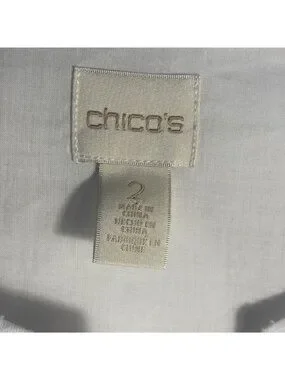 chico's
2
MADE IN
CHINA
HECHO EN
CHINA
FABRIQUÉ EN
CHINE